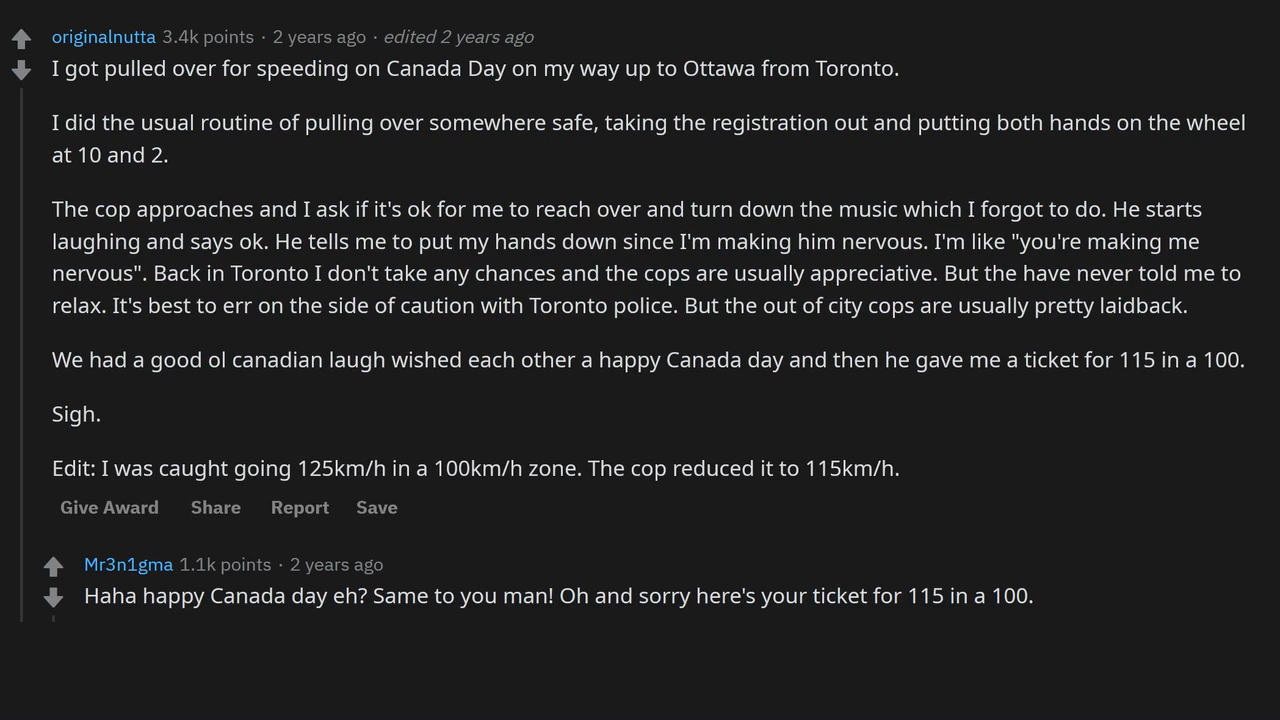 originalnutta 3.4k points · 2 years ago · edited 2 years ago
I got pulled over for speeding on Canada Day on my way up to Ottawa from Toronto.
I did the usual routine of pulling over somewhere safe, taking the registration out and putting both hands on the wheel
at 10 and 2.
The cop approaches and I ask if it's ok for me to reach over and turn down the music which I forgot to do. He starts
laughing and says ok. He tells me to put my hands down since I'm making him nervous. I'm like "you're making me
nervous". Back in Toronto I don't take any chances and the cops are usually appreciative. But the have never told me to
relax. It's best to err on the side of caution with Toronto police. But the out of city cops are usually pretty laidback.
We had a good ol canadian laugh wished each other a happy Canada day and then he gave me a ticket for 115 in a 100.
Sigh.
Edit: I was caught going 125km/h in a 100km/h zone. The cop reduced it to 115km/h.
Give Award Share Report Save
Mr3n1gma 1.1k points · 2 years ago
Haha happy Canada day eh? Same to you man! Oh and sorry here's your ticket for 115 in a 100.